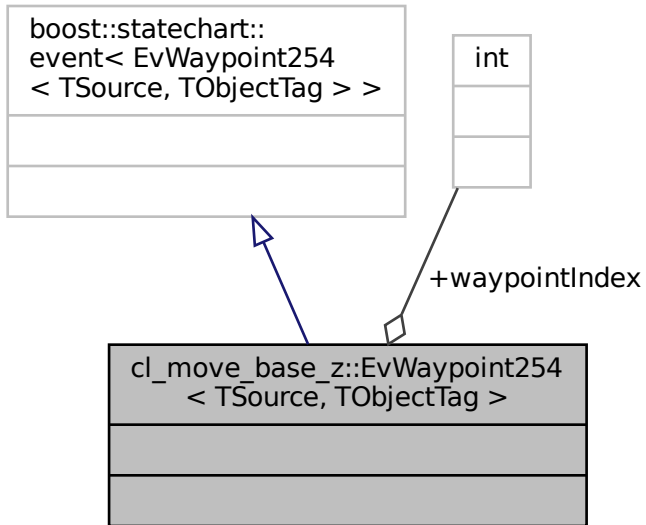 boost::statechart::
event< EvWaypoint254
< TSource, TObjectTag > >
int
+waypointIndex
cl_move_base_z::EvWaypoint254
< TSource, TObjectTag >